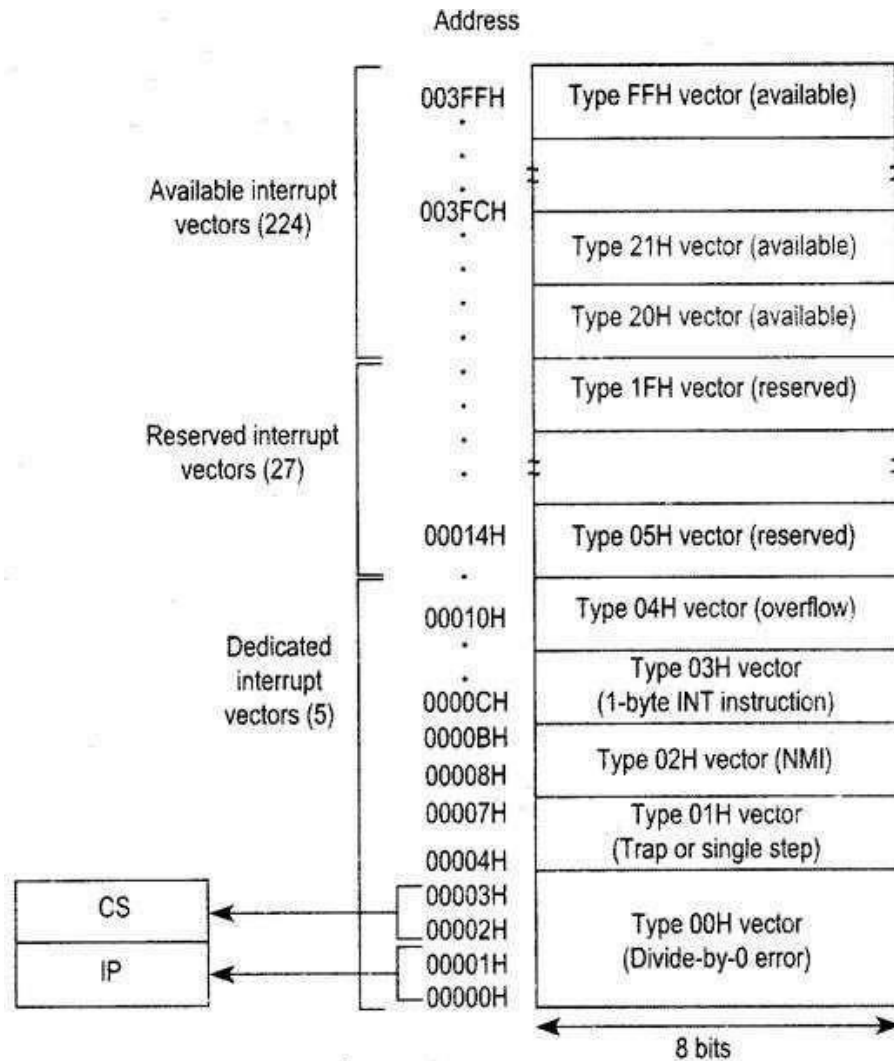 Address
003FFH
Type FFH vector (available)
Available interrupt
vectors (224)
003FCH
Type 21H vector (available)
Type 20H vector (available)
Type 1FH vector (reserved)
Reserved interrupt
vectors (27)
00014H
Type 05H vector (reserved)
00010H
Type 04H vector (overflow)
Dedicated
interrupt
vectors (5)
Type 03H vector
(1-byte INT instruction)
0000CH
0000BH
Type 02H vector (NMI)
00008H
00007H
Type 01H vector
(Trap or single step)
00004H
00003H
CS
00002H
Type 00H vector
(Divide-by-0 error)
00001H
IP
00000H
8 bits